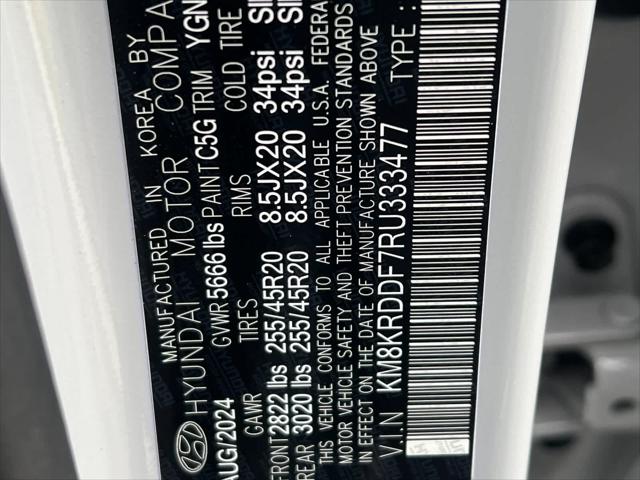 MANUFACTURED IN KOREA BY
HYUNDAI MOTOR COMPA
AUG/2024 GVWR 5666 lbs PAINT C5G TRIM YGN
GAWR TIRES RIMS COLD TIRE
FRONT 2822 lbs 255/45R20 8.5JX20 34psi
REAR 3020 lbs 255/45R20 8.5JX20 34psi
THIS VEHICLE CONFORMS TO ALL APPLICABLE U.S.A. FEDERA
MOTOR VEHICLE SAFETY AND THEFT PREVENTION STANDARDS
IN EFFECT ON THE DATE OF MANUFACTURE SHOWN ABOVE
V.I.N KM8KRDDF7RU333477 TYPE :